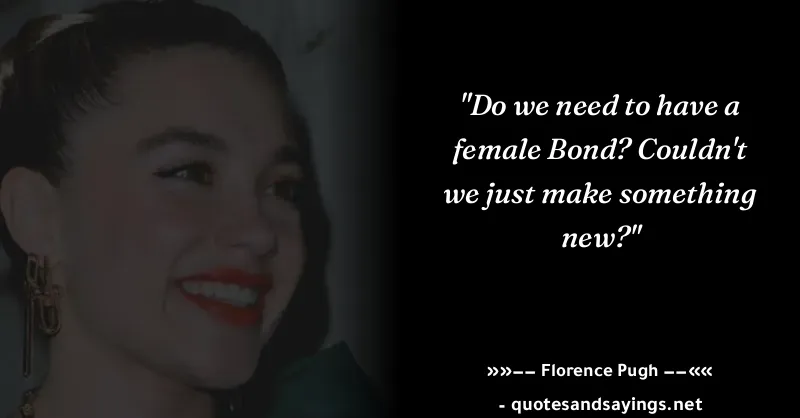 "Do we need to have a
female Bond? Couldn't
we just make something
new?"
»»–– Florence Pugh ––««
- quotesandsayings.net